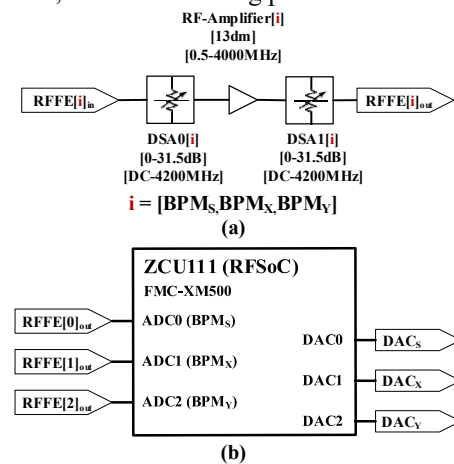 RF-Amplifier[i]
[13dm]
[0.5-4000MHz]
RFFE[i]in
RFFE[i]out
DSA0[i]
[0-31.5dB]
[DC-4200MHz]
DSA1[i]
[0-31.5dB]
[DC-4200MHz]
i = [BPMS,BPMX,BPMY]
(a)
ZCU111 (RFSoC)
FMC-XM500
RFFE[0]out
ADC0 (BPMS)
RFFE[1]out
ADC1 (BPMX)
RFFE[2]out
ADC2 (BPMY)
DAC0
DACS
DAC1
DACX
DAC2
DACY
(b)